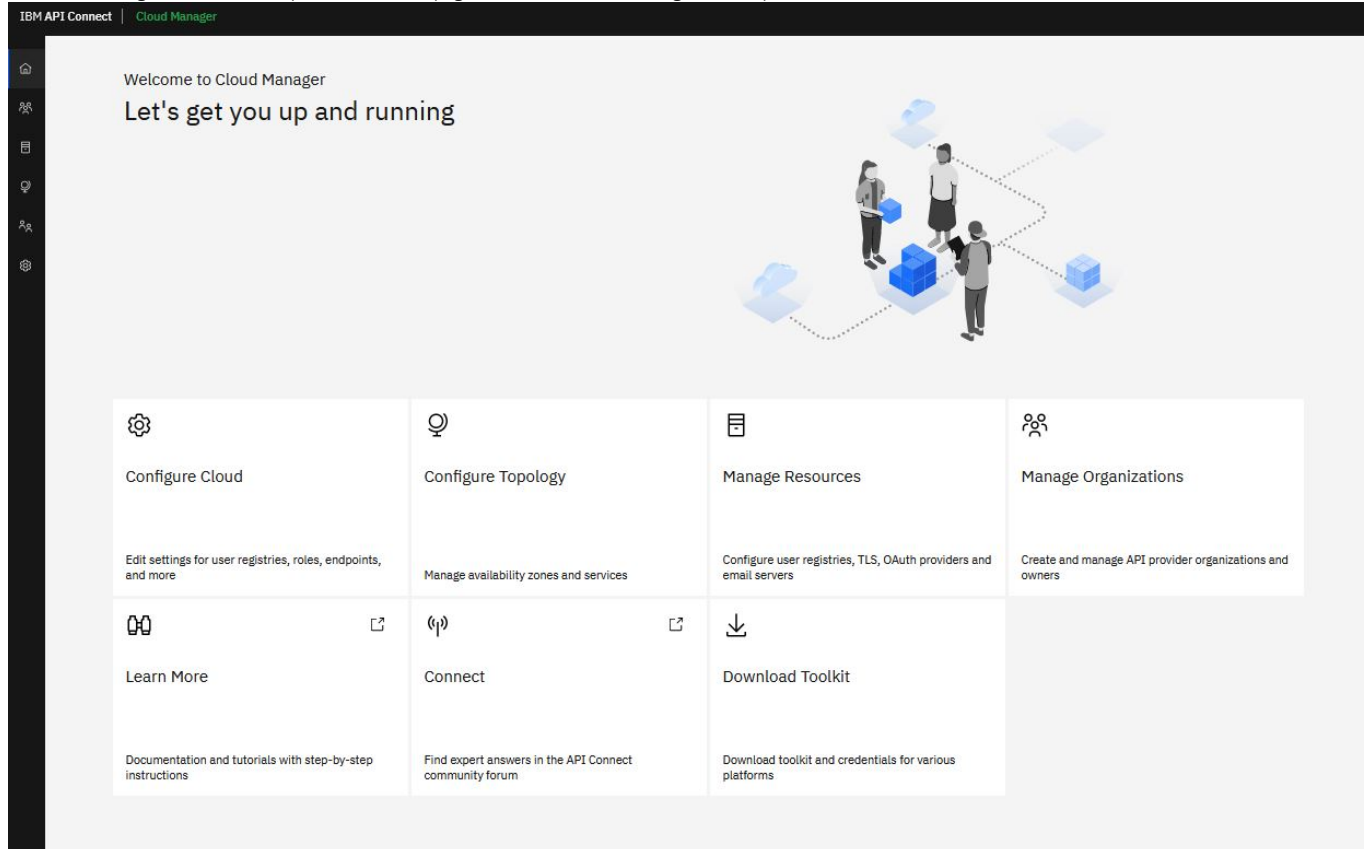 IBM API Connect | Cloud Manager
Welcome to Cloud Manager
Let's get you up and running
Configure Cloud
Edit settings for user registries, roles, endpoints,
and more
Configure Topology
Manage availability zones and services
Manage Resources
Configure user registries, TLS, OAuth providers and
email servers
Manage Organizations
Create and manage API provider organizations and
owners
Learn More
Documentation and tutorials with step-by-step
instructions
Connect
Find expert answers in the API Connect
community forum
Download Toolkit
Download toolkit and credentials for various
platforms